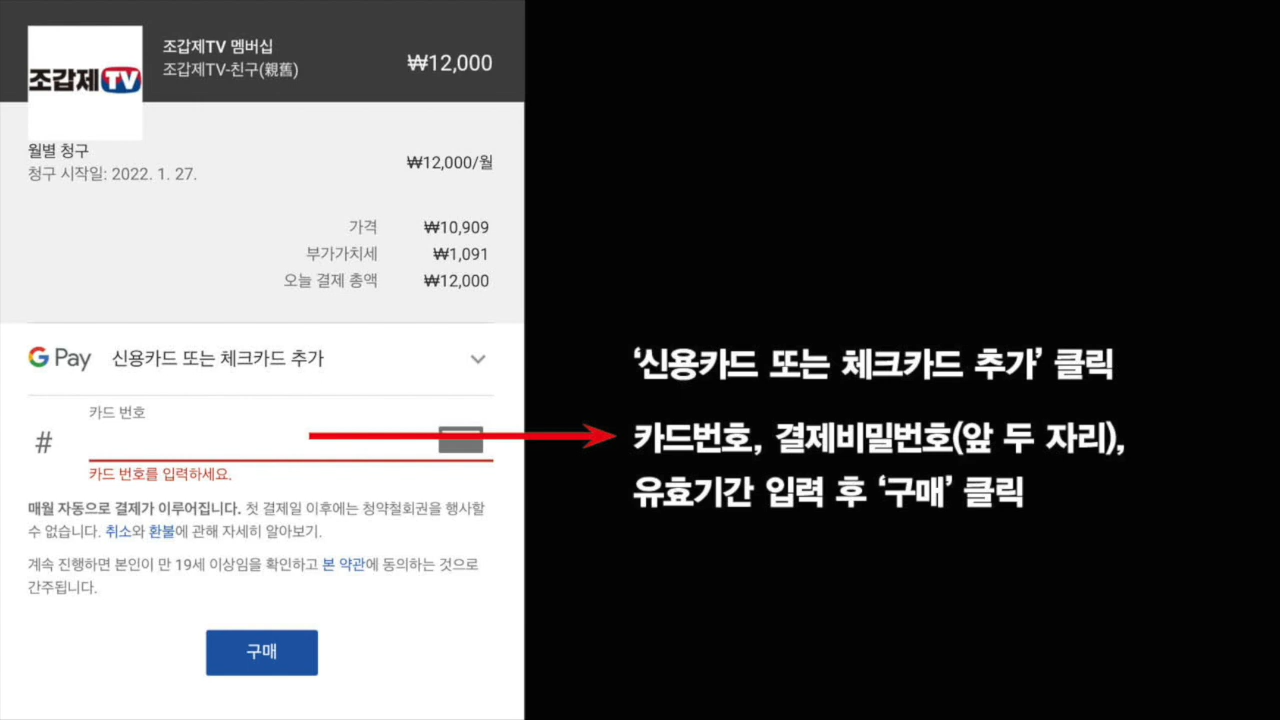 조갑제TV
조갑제TV 멤버십
조갑제TV-친구(親舊)
₩12,000
월별 청구
청구 시작일: 2022. 1. 27.
₩12,000/월
가격 ₩10,909
부가가치세 ₩1,091
오늘 결제 총액 ₩12,000
G Pay 신용카드 또는 체크카드 추가
카드 번호
#
카드 번호를 입력하세요.
매월 자동으로 결제가 이루어집니다. 첫 결제일 이후에는 청약철회권을 행사할
수 없습니다. 취소와 환불에 관해 자세히 알아보기.
계속 진행하면 본인이 만 19세 이상임을 확인하고 본 약관에 동의하는 것으로
간주됩니다.
구매
‘신용카드 또는 체크카드 추가’ 클릭
카드번호, 결제비밀번호(앞 두 자리),
유효기간 입력 후 ‘구매’ 클릭